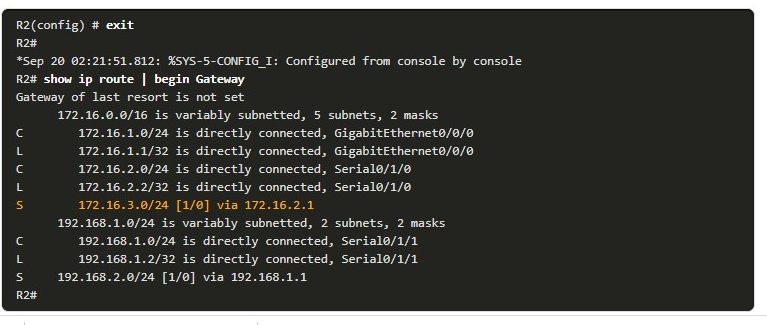 R2(config) # exit
R2#
*Sep 20 02:21:51.812: %SYS-5-CONFIG_I: Configured from console by console
R2# show ip route | begin Gateway
Gateway of last resort is not set
      172.16.0.0/16 is variably subnetted, 5 subnets, 2 masks
C        172.16.1.0/24 is directly connected, GigabitEthernet0/0/0
L        172.16.1.1/32 is directly connected, GigabitEthernet0/0/0
C        172.16.2.0/24 is directly connected, Serial0/1/0
L        172.16.2.2/32 is directly connected, Serial0/1/0
S        172.16.3.0/24 [1/0] via 172.16.2.1
      192.168.1.0/24 is variably subnetted, 2 subnets, 2 masks
C        192.168.1.0/24 is directly connected, Serial0/1/1
L        192.168.1.2/32 is directly connected, Serial0/1/1
S     192.168.2.0/24 [1/0] via 192.168.1.1
R2#